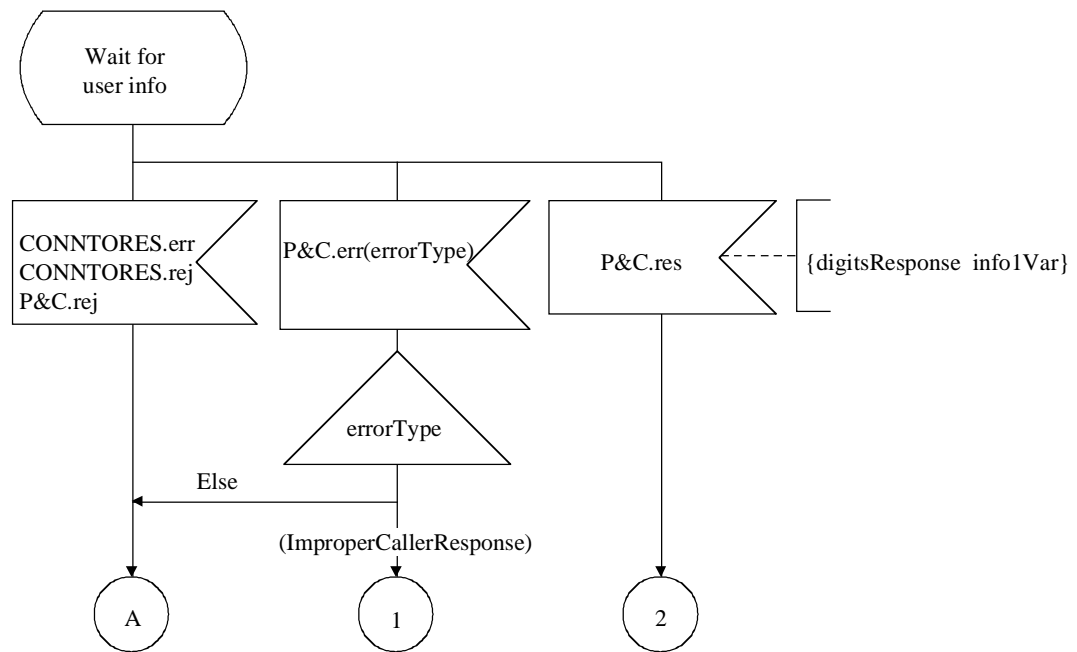 Wait for
user info
CONNTORES.err
CONNTORES.rej
P&C.rej
P&C.err(errorType)
P&C.res
{digitsResponse info1Var}
errorType
Else
(ImproperCallerResponse)
A
1
2